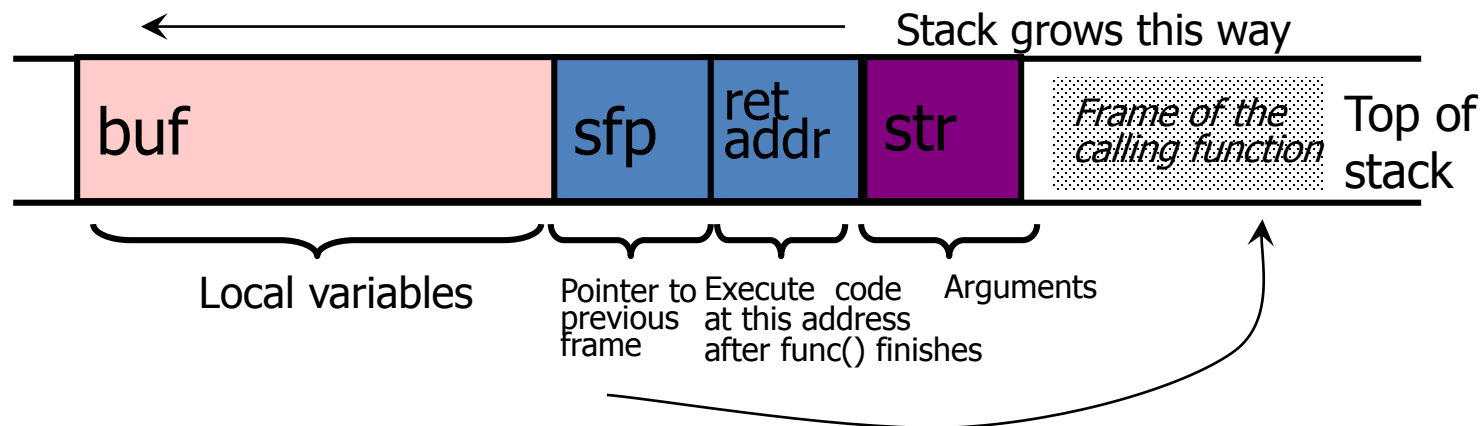 Stack grows this way
buf
sfp
ret
addr
str
Frame of the
calling function
Top of
stack
Local variables
Pointer to
previous
frame
Execute code
at this address
after func() finishes
Arguments